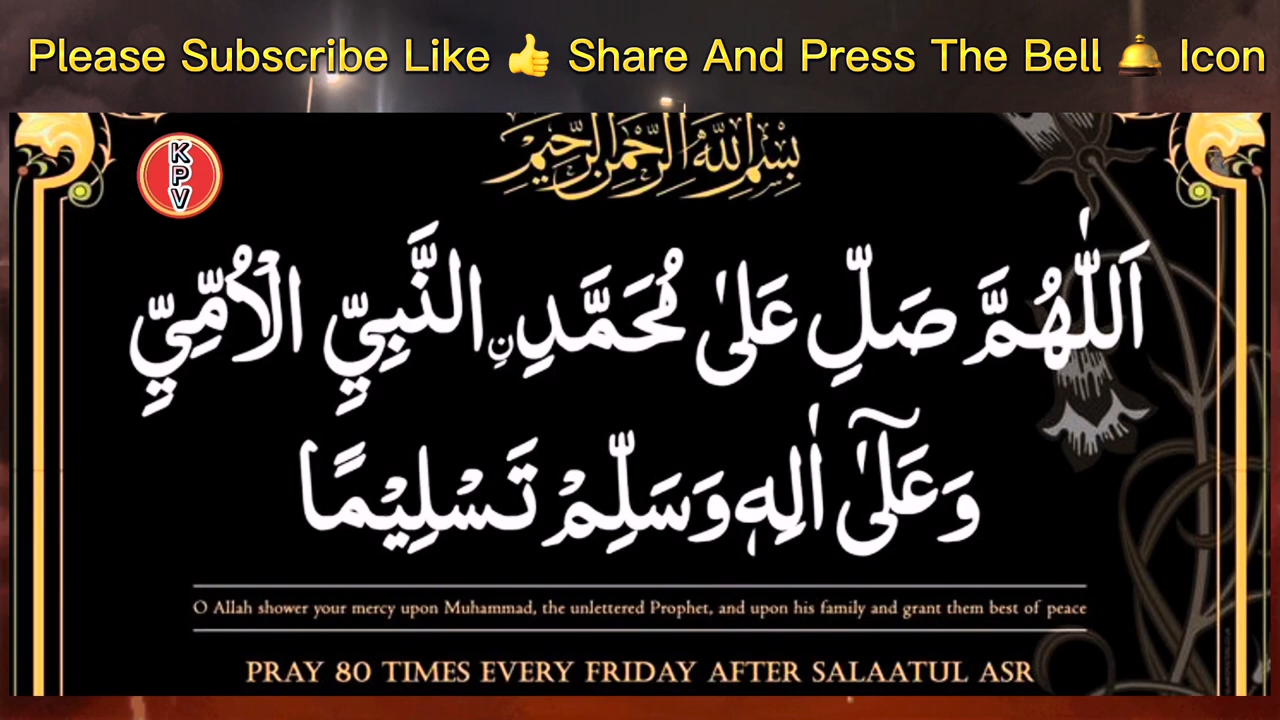 Please Subscribe Like 👍 Share And Press The Bell 🛎️ Icon
بِسْمِ اللهِ الرَّحْمٰنِ الرَّحِيْمِ
KPV
اَللّٰهُمَّ صَلِّ عَلٰى مُحَمَّدِ نِ النَّبِيِّ الْاُمِّيِّ
وَعَلٰٓى اٰلِهٖ وَسَلِّمْ تَسْلِيْمًا
O Allah shower your mercy upon Muhammad, the unlettered Prophet, and upon his family and grant them best of peace
PRAY 80 TIMES EVERY FRIDAY AFTER SALAATUL ASR